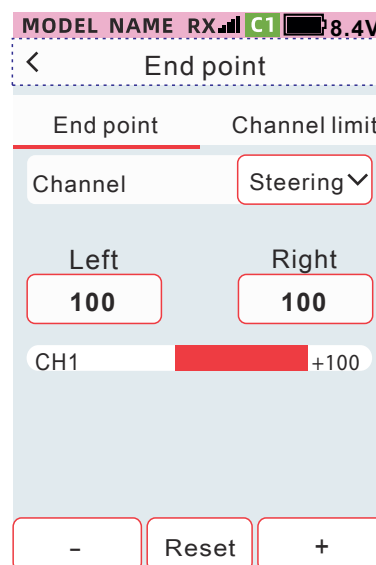 MODEL NAME RX C1 8.4V
End point
End point Channel limit
Channel Steering
Left Right
100 100
CH1 +100
- Reset +